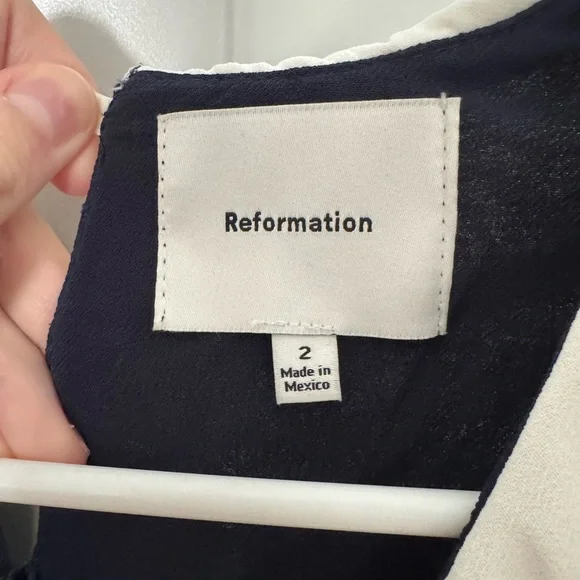 Reformation
2
Made in
Mexico